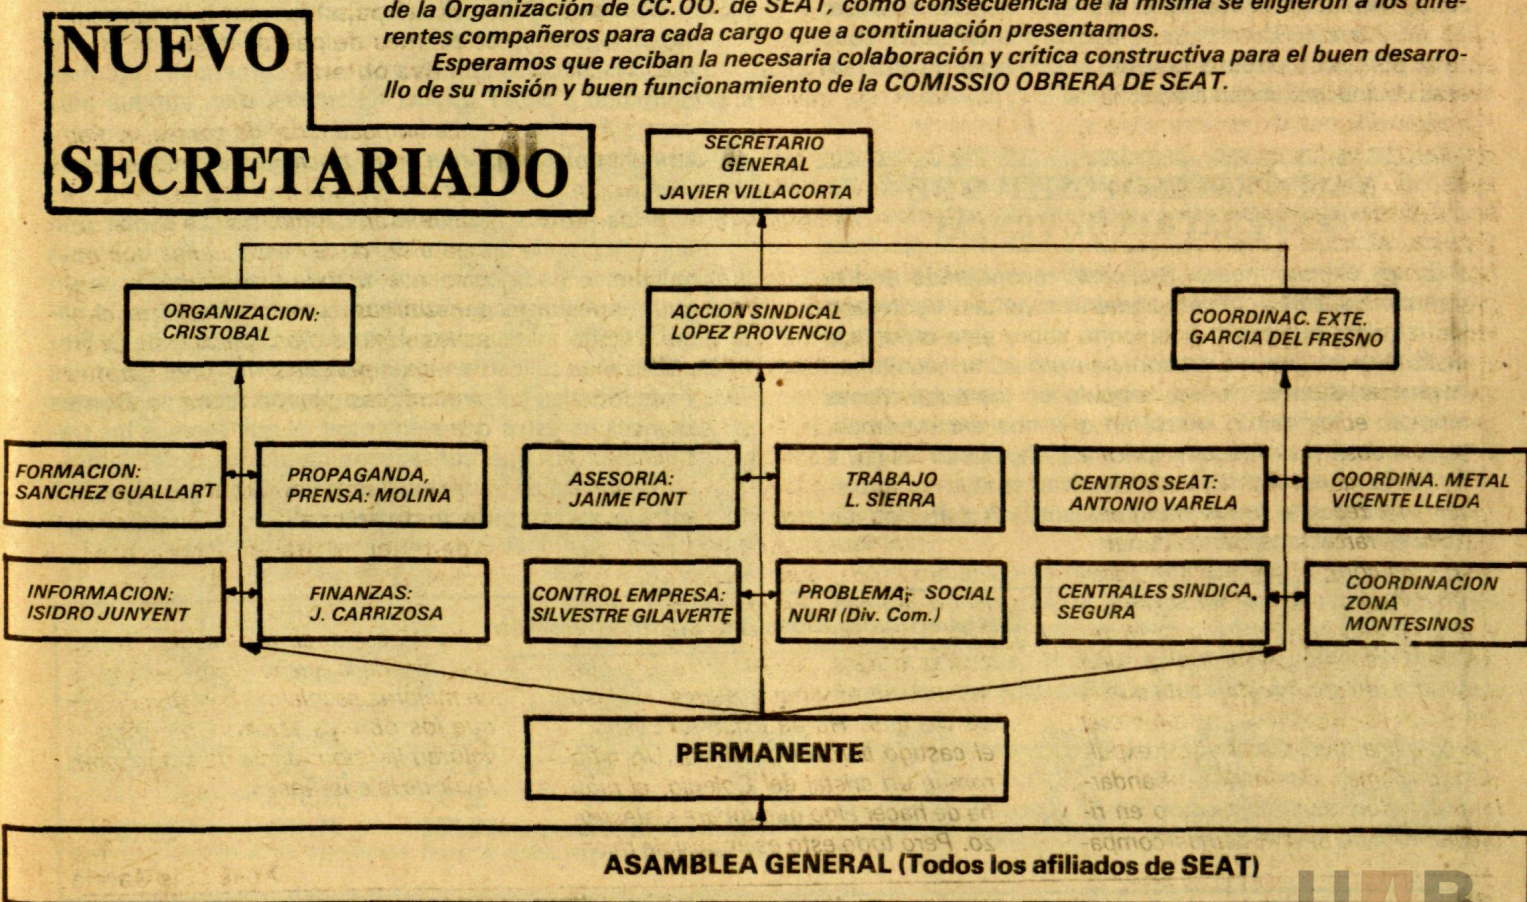 NUEVO
SECRETARIADO
de la Organización de CC.OO. de SEAT, como consecuencia de la misma se eligieron a los dife-
rentes compañeros para cada cargo que a continuación presentamos.
Esperamos que reciban la necesaria colaboración y crítica constructiva para el buen desarro-
llo de su misión y buen funcionamiento de la COMISSIO OBRERA DE SEAT.
SECRETARIO
GENERAL
JAVIER VILLACORTA
ORGANIZACION:
CRISTOBAL
ACCION SINDICAL
LOPEZ PROVENCIO
COORDINAC. EXTE.
GARCIA DEL FRESNO
FORMACION:
SANCHEZ GUALLART
PROPAGANDA,
PRENSA: MOLINA
ASESORIA:
JAIME FONT
TRABAJO
L. SIERRA
CENTROS SEAT:
ANTONIO VARELA
COORDINA. METAL
VICENTE LLEIDA
INFORMACION:
ISIDRO JUNYENT
FINANZAS:
J. CARRIZOSA
CONTROL EMPRESA:
SILVESTRE GILAVERTE
PROBLEMA, SOCIAL
NURI (Div. Com.)
CENTRALES SINDICA.
SEGURA
COORDINACION
ZONA
MONTESINOS
PERMANENTE
ASAMBLEA GENERAL (Todos los afiliados de SEAT)
UAB